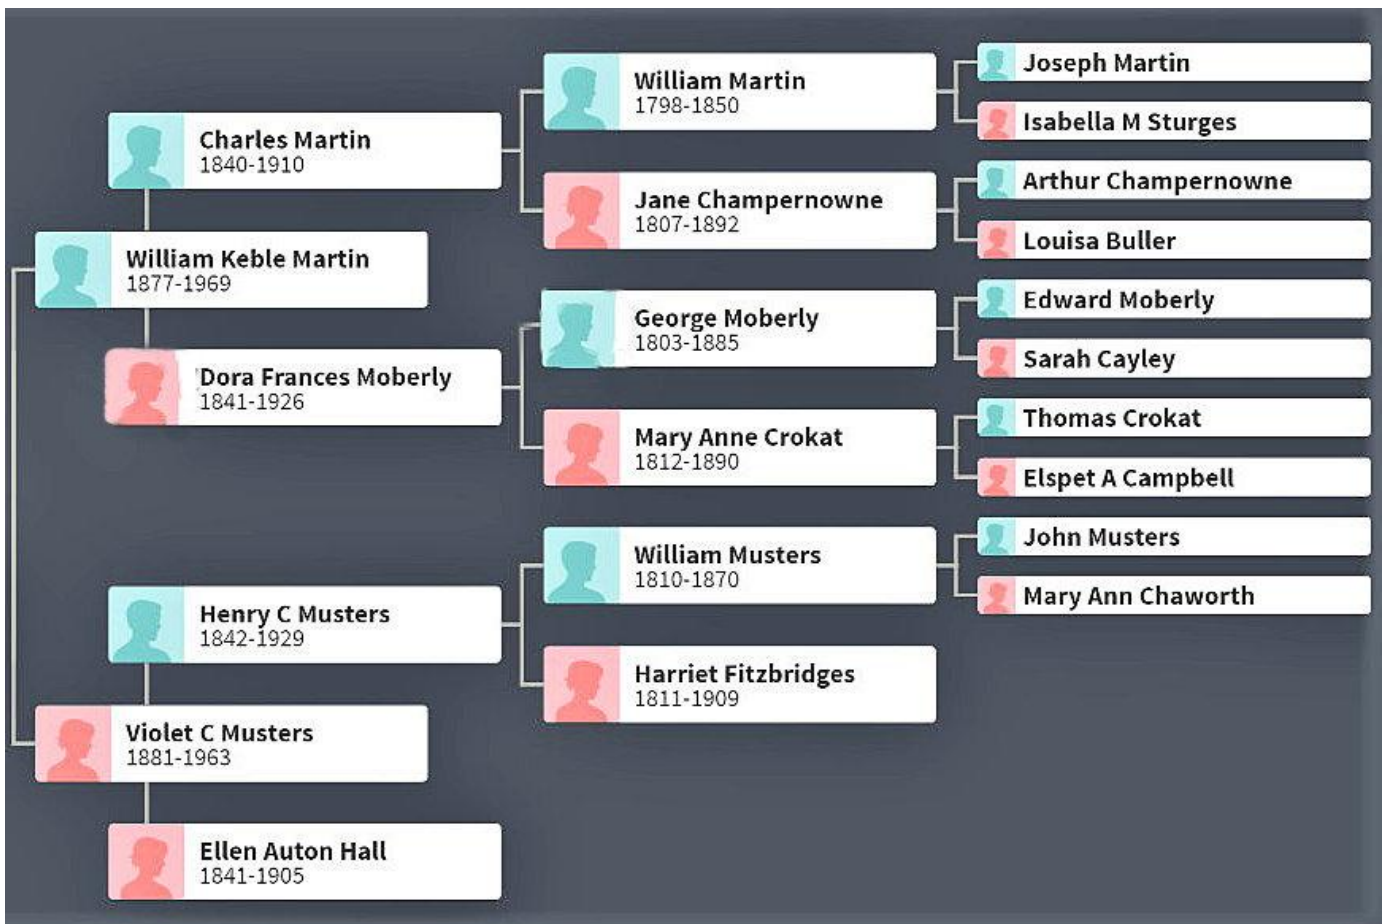 Charles Martin
1840-1910
William Keble Martin
1877-1969
Dora Frances Moberly
1841-1926
Henry C Musters
1842-1929
Violet C Musters
1881-1963
Ellen Auton Hall
1841-1905
William Martin
1798-1850
Jane Champernowne
1807-1892
George Moberly
1803-1885
Mary Anne Crokat
1812-1890
William Musters
1810-1870
Harriet Fitzbridges
1811-1909
Joseph Martin
Isabella M Sturges
Arthur Champernowne
Louisa Buller
Edward Moberly
Sarah Cayley
Thomas Crokat
Elspet A Campbell
John Musters
Mary Ann Chaworth